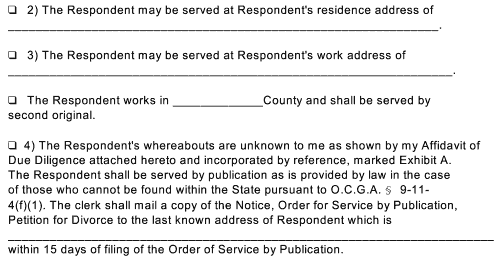 ❏ 2) The Respondent may be served at Respondent's residence address of
_______________________________________________________________.
❏ 3) The Respondent may be served at Respondent's work address of
_________________________________________________________________.
❏ The Respondent works in _____________County and shall be served by
second original.
❏ 4) The Respondent's whereabouts are unknown to me as shown by my Affidavit of
Due Diligence attached hereto and incorporated by reference, marked Exhibit A.
The Respondent shall be served by publication as is provided by law in the case
of those who cannot be found within the State pursuant to O.C.G.A. § 9-11-
4(f)(1). The clerk shall mail a copy of the Notice, Order for Service by Publication,
Petition for Divorce to the last known address of Respondent which is
_______________________________________________________________________
within 15 days of filing of the Order of Service by Publication.